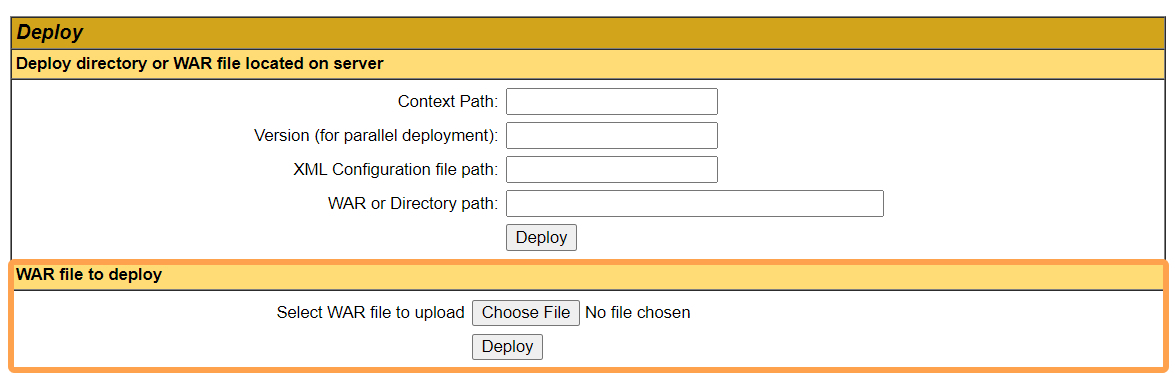 Deploy
Deploy directory or WAR file located on server
Context Path:
Version (for parallel deployment):
XML Configuration file path:
WAR or Directory path:
Deploy
WAR file to deploy
Select WAR file to upload Choose File No file chosen
Deploy